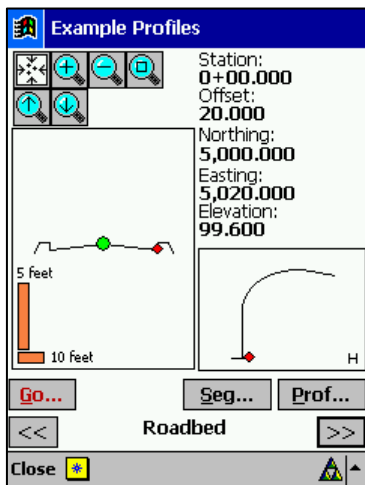 Example Profiles
Station:
0+00.000
Offset:
20.000
Northing:
5,000.000
Easting:
5,020.000
Elevation:
99.600
5 feet
10 feet
H
Go...
Seg...
Prof...
<<
Roadbed
>>
Close